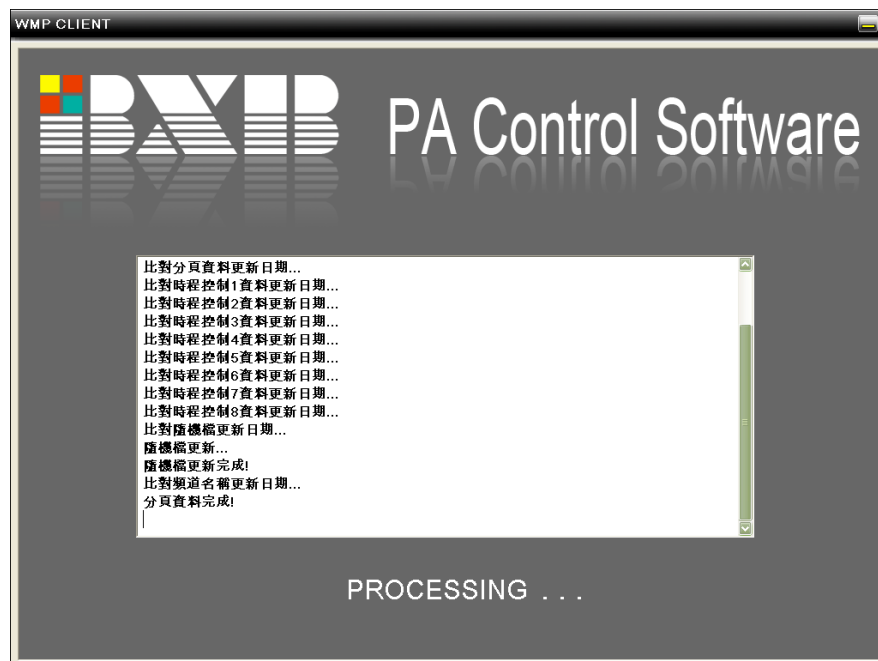 WMP CLIENT
BXB
PA Control Software
比對分頁資料更新日期...
比對時程控制1資料更新日期...
比對時程控制2資料更新日期...
比對時程控制3資料更新日期...
比對時程控制4資料更新日期...
比對時程控制5資料更新日期...
比對時程控制6資料更新日期...
比對時程控制7資料更新日期...
比對時程控制8資料更新日期...
比對隨機檔更新日期...
隨機檔更新...
隨機檔更新完成!
比對頻道名稱更新日期...
分頁資料完成!
PROCESSING . . .